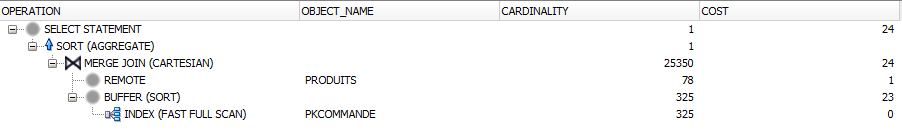 OPERATION OBJECT_NAME CARDINALITY COST
SELECT STATEMENT 1 24
SORT (AGGREGATE) 1
MERGE JOIN (CARTESIAN) 25350 24
REMOTE PRODUITS 78 1
BUFFER (SORT) 325 23
INDEX (FAST FULL SCAN) PKCOMMANDE 325 0